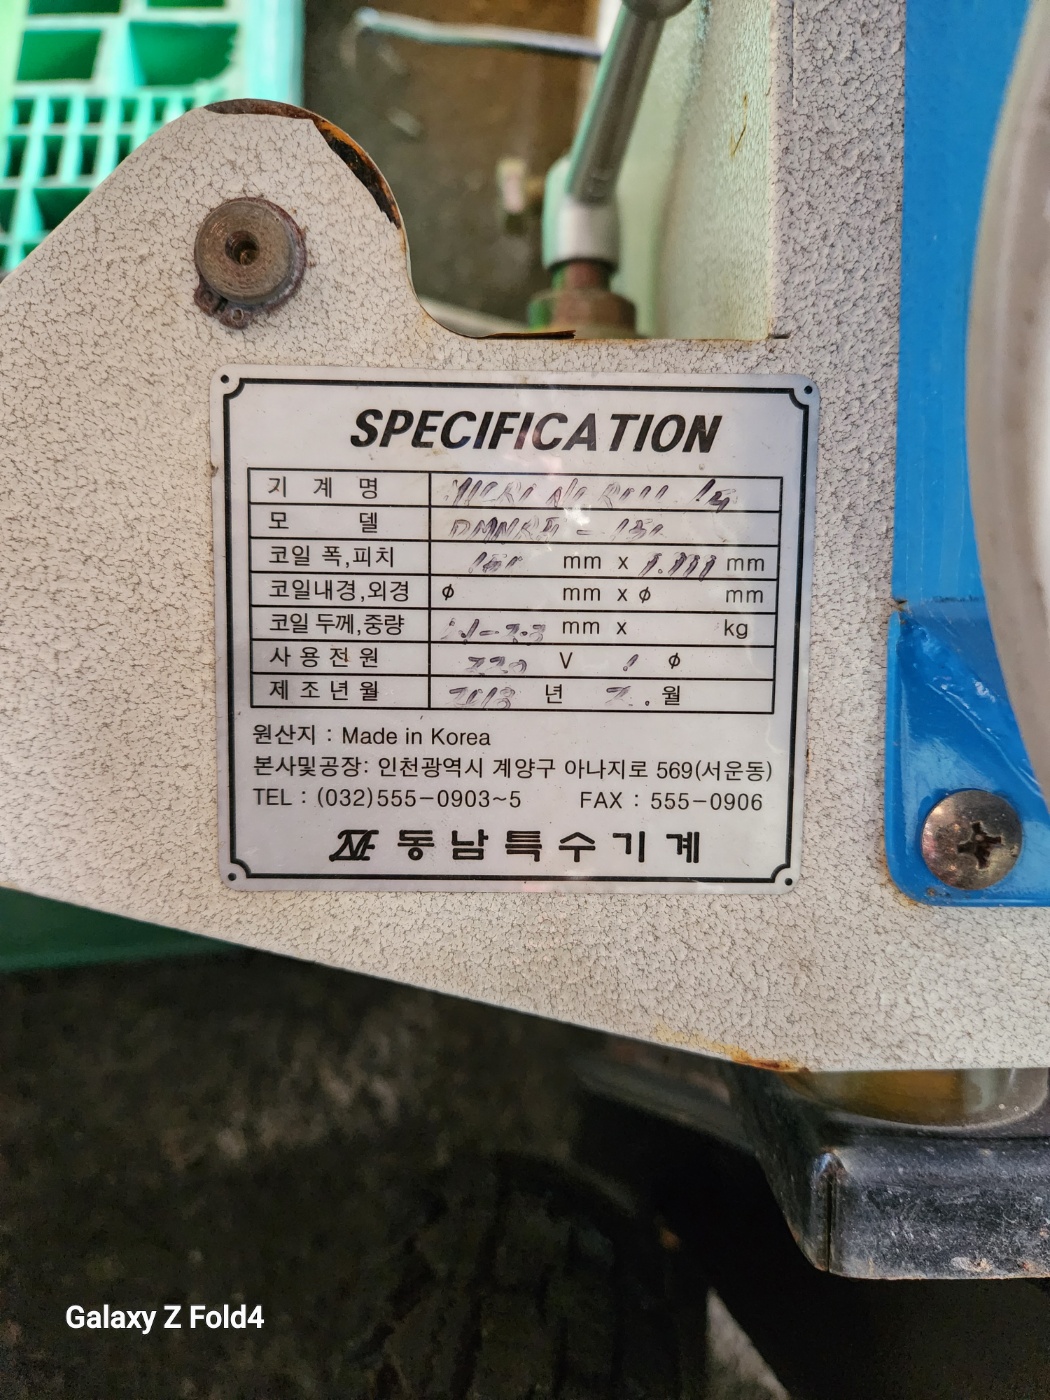 SPECIFICATION
기 계 명
모 델
코일 폭,피치 mm x mm
코일내경,외경  φ mm x φ mm
코일 두께,중량 mm x kg
사 용 전 원 220 V 1 φ
제 조 년 월 2013 년 2. 월
원산지 : Made in Korea
본사및공장: 인천광역시 계양구 아나지로 569(서운동)
TEL : (032)555-0903~5 FAX : 555-0906
동남특수기계
Galaxy Z Fold4